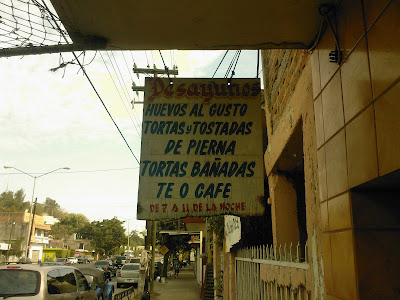 Desayunos
HUEVOS AL GUSTO
TORTAS y TOSTADAS
DE PIERNA
TORTAS BAÑADAS
TE O CAFE
DE 7 A 11 DE LA NOCHE